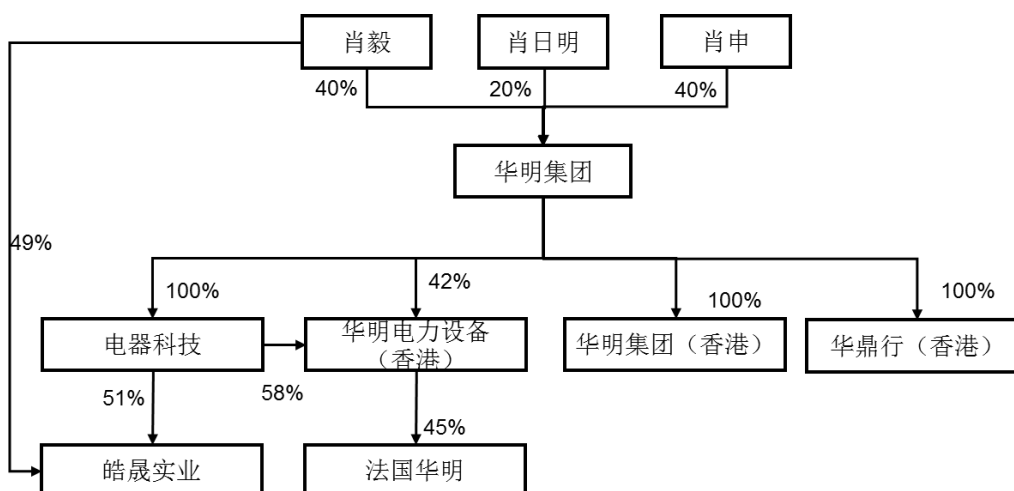 肖毅
肖日明
肖申
40%
20%
40%
华明集团
49%
100%
42%
100%
100%
电器科技
华明电力设备
（香港）
华明集团（香港）
华鼎行（香港）
51%
58%
45%
皓晟实业
法国华明